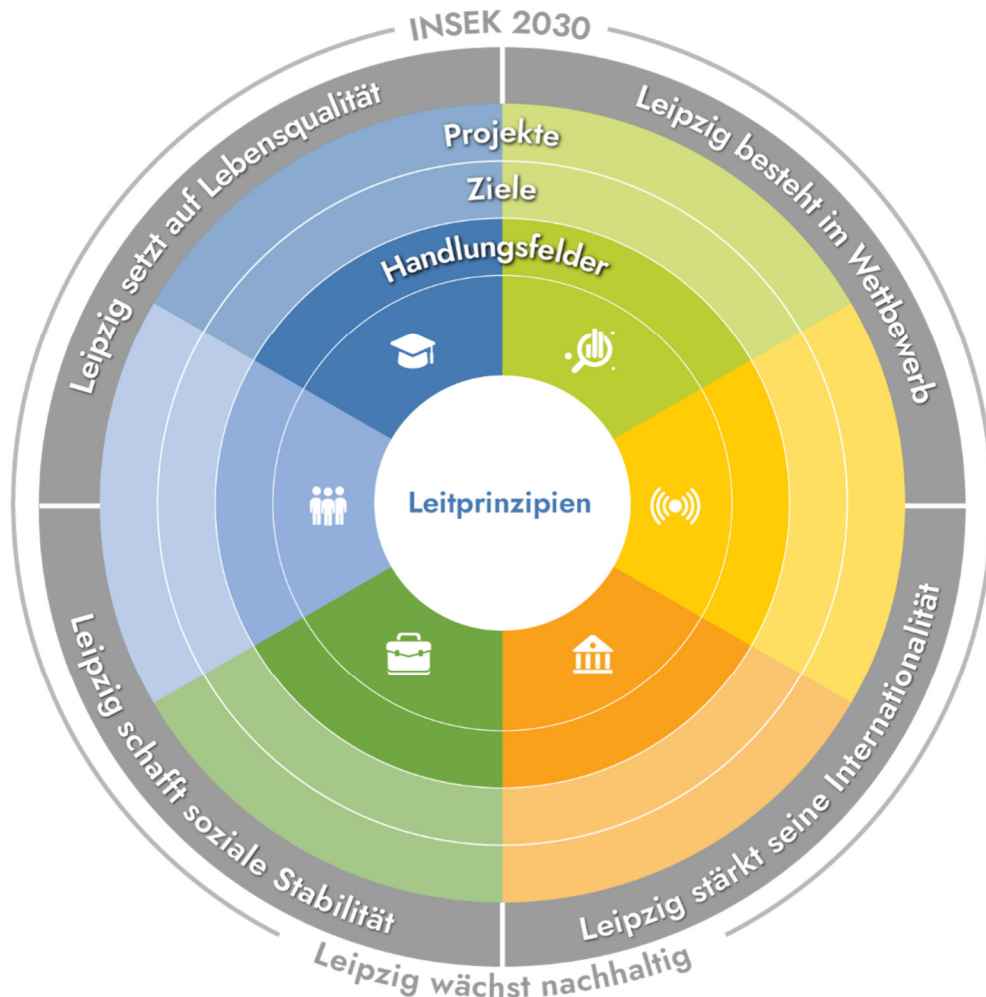 INSEK 2030
Leipzig setzt auf Lebensqualität
Leipzig besteht im Wettbewerb
Projekte
Ziele
Handlungsfelder
Leitprinzipien
Leipzig schafft soziale Stabilität
Leipzig stärkt seine Internationalität
Leipzig wächst nachhaltig